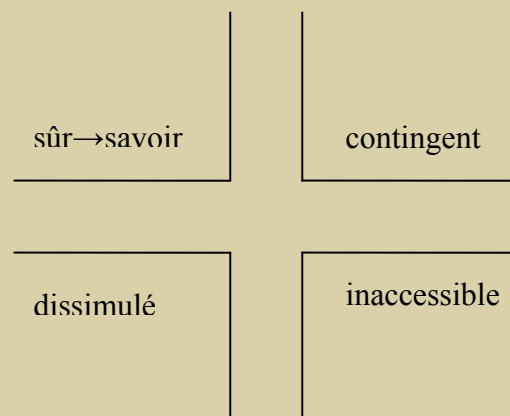 sûr→savoir
contingent
dissimulé
inaccessible